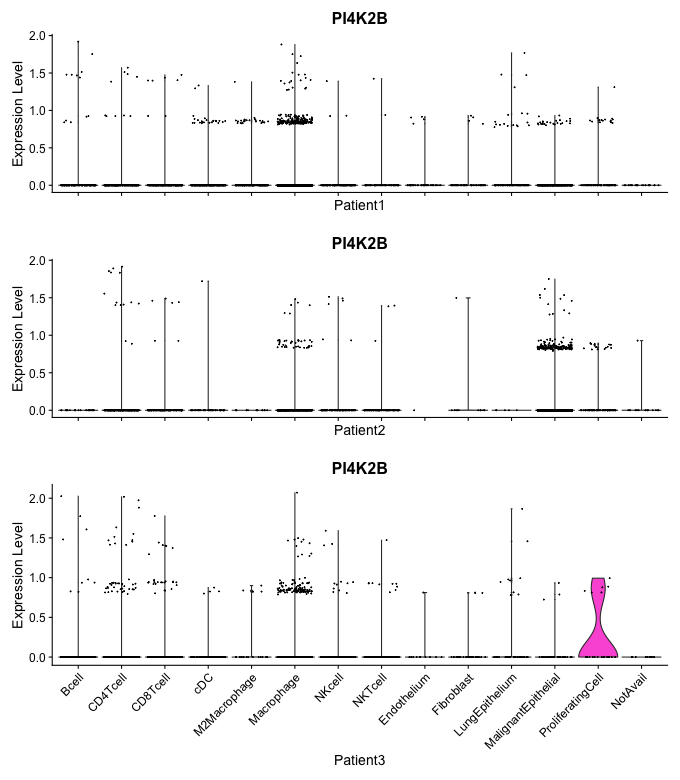 PI4K2B
Expression Level
2.0
1.5
1.0
0.5
0.0
Patient1
PI4K2B
Expression Level
2.0
1.5
1.0
0.5
0.0
Patient2
PI4K2B
Expression Level
2.0
1.5
1.0
0.5
0.0
Bcell
CD4Tcell
CD8Tcell
cDC
M2Macrophage
Macrophage
NKcell
NKTcell
Endothelium
Fibroblast
LungEpithelium
MalignantEpithelial
ProliferatingCell
NotAvail
Patient3